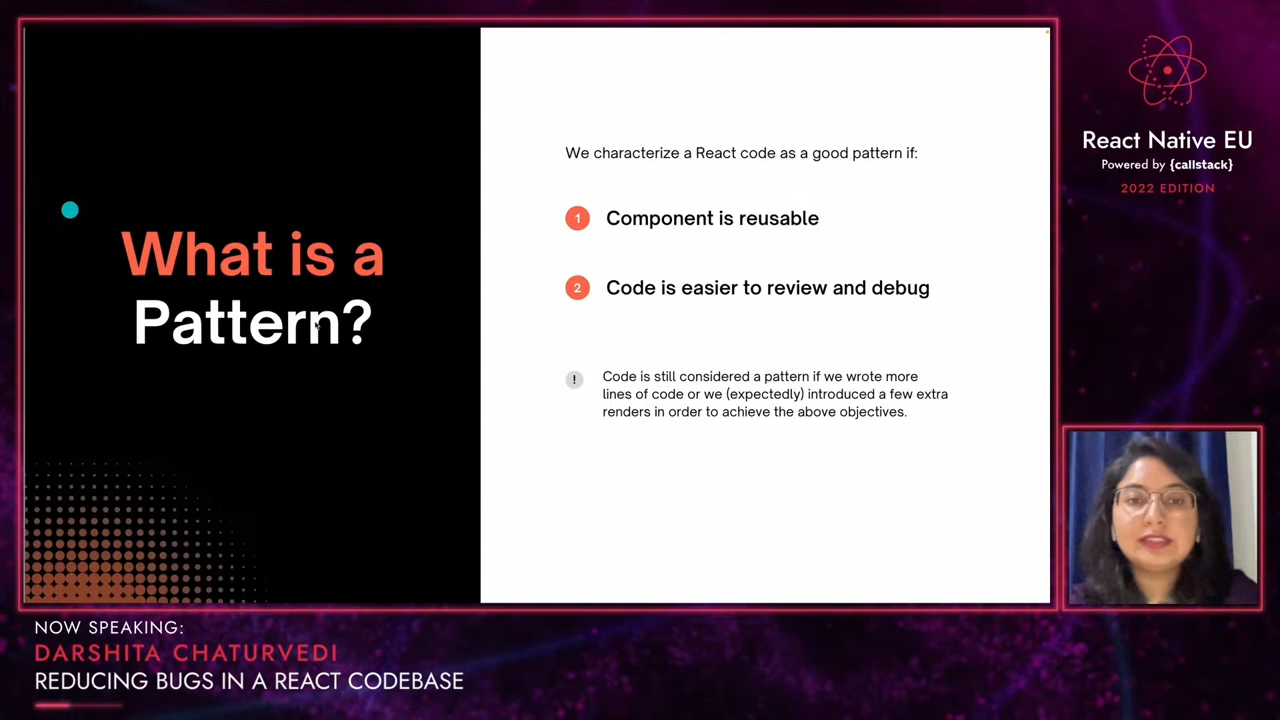 What is a
Pattern?
We characterize a React code as a good pattern if:
1 Component is reusable
2 Code is easier to review and debug
! Code is still considered a pattern if we wrote more
lines of code or we (expectedly) introduced a few extra
renders in order to achieve the above objectives.
React Native EU
Powered by {callstack}
2022 EDITION
NOW SPEAKING:
DARSHITA CHATURVEDI
REDUCING BUGS IN A REACT CODEBASE